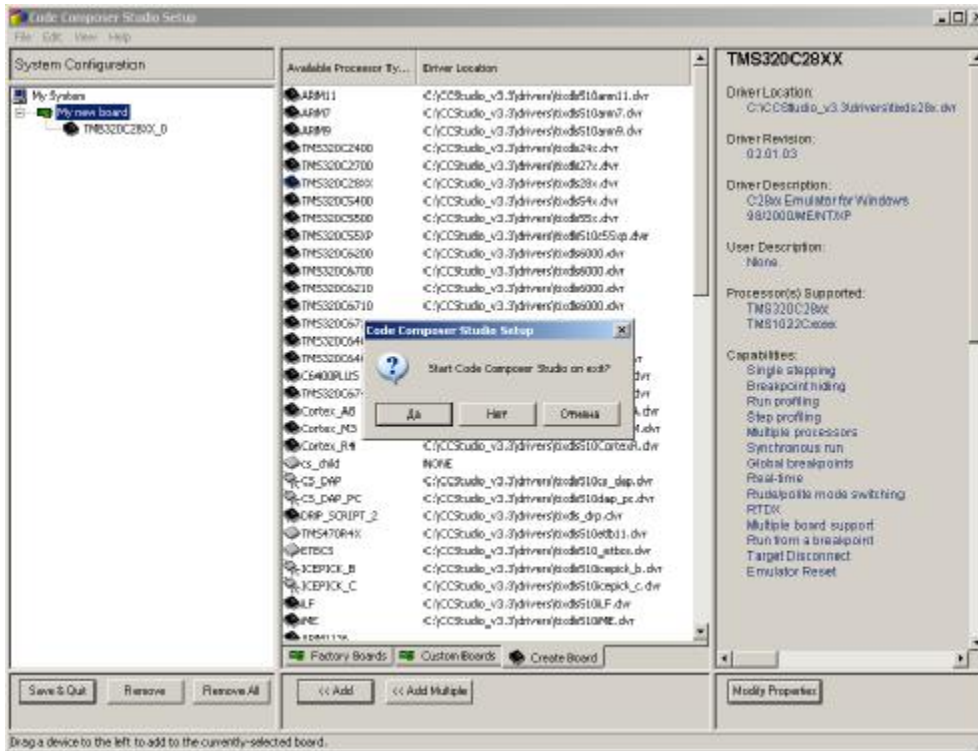 Code Composer Studio Setup
File Edit View Help
System Configuration
My System
My new board
TMS320C28XX_0
Available Processor Ty... Driver Location
ARM11 C:\CCStudio_v3.3\drivers\tixds510arm11.dvr
ARM7 C:\CCStudio_v3.3\drivers\tixds510arm7.dvr
ARM9 C:\CCStudio_v3.3\drivers\tixds510arm9.dvr
TMS320C2400 C:\CCStudio_v3.3\drivers\tixds24x.dvr
TMS320C2700 C:\CCStudio_v3.3\drivers\tixds27x.dvr
TMS320C28XX C:\CCStudio_v3.3\drivers\tixds28x.dvr
TMS320C5400 C:\CCStudio_v3.3\drivers\tixds54x.dvr
TMS320C5500 C:\CCStudio_v3.3\drivers\tixds55x.dvr
TMS320C55XP C:\CCStudio_v3.3\drivers\tixds510c55xp.dvr
TMS320C6200 C:\CCStudio_v3.3\drivers\tixds6000.dvr
TMS320C6700 C:\CCStudio_v3.3\drivers\tixds6000.dvr
TMS320C6210 C:\CCStudio_v3.3\drivers\tixds6000.dvr
TMS320C6710 C:\CCStudio_v3.3\drivers\tixds6000.dvr
TMS320C67
TMS320C64
TMS320C64
C6400PLUS
TMS320C67
Cortex_A8
Cortex_M3
Cortex_R4 C:\CCStudio_v3.3\drivers\tixds510CortexR.dvr
cs_child NONE
CS_DAP C:\CCStudio_v3.3\drivers\tixds510cs_dap.dvr
CS_DAP_PC C:\CCStudio_v3.3\drivers\tixds510dap_pc.dvr
DRP_SCRIPT_2 C:\CCStudio_v3.3\drivers\tixds_drp.dvr
TMS470R4X C:\CCStudio_v3.3\drivers\tixds510etb11.dvr
ETBCS C:\CCStudio_v3.3\drivers\tixds510_etbcs.dvr
ICEPICK_B C:\CCStudio_v3.3\drivers\tixds510icepick_b.dvr
ICEPICK_C C:\CCStudio_v3.3\drivers\tixds510icepick_c.dvr
iLF C:\CCStudio_v3.3\drivers\tixds510iLF.dvr
iME C:\CCStudio_v3.3\drivers\tixds510iME.dvr
Code Composer Studio Setup
Start Code Composer Studio on exit?
Да Нет Отмена
Factory Boards Custom Boards Create Board
TMS320C28XX
Driver Location:
C:\CCStudio_v3.3\drivers\tixds28x.dvr
Driver Revision:
02.01.03
Driver Description:
C28xx Emulator for Windows
98/2000/ME/NT/XP
User Description:
None.
Processor(s) Supported:
TMS320C28xx
Capabilities:
Single stepping
Breakpoint hiding
Run profiling
Step profiling
Multiple processors
Synchronous run
Global breakpoints
Real-time
Rude/polite mode switching
RTDX
Multiple board support
Run from a breakpoint
Target Disconnect
Emulator Reset
Save & Quit Remove Remove All << Add << Add Multiple Modify Properties
Drag a device to the left to add to the currently-selected board.